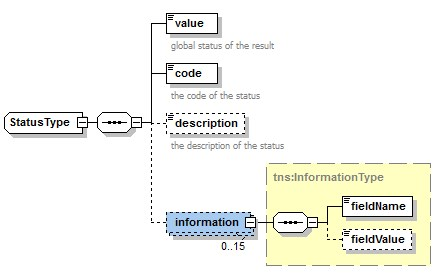 value
global status of the result
code
the code of the status
StatusType
description
the description of the status
tns:InformationType
information
0..15
fieldName
fieldValue